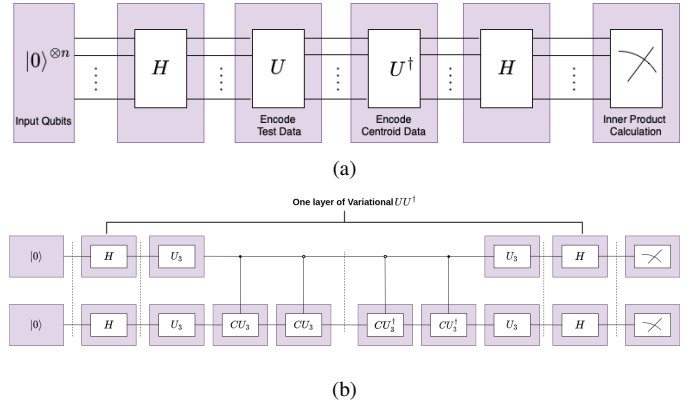 |0⟩⊗n H U U† H
Input Qubits
Encode Test Data
Encode Centroid Data
Inner Product Calculation
(a)
One layer of Variational UU†
|0⟩ H U₃ U₃ H
|0⟩ H U₃ CU₃ CU₃ CU₃† CU₃† U₃ H
(b)